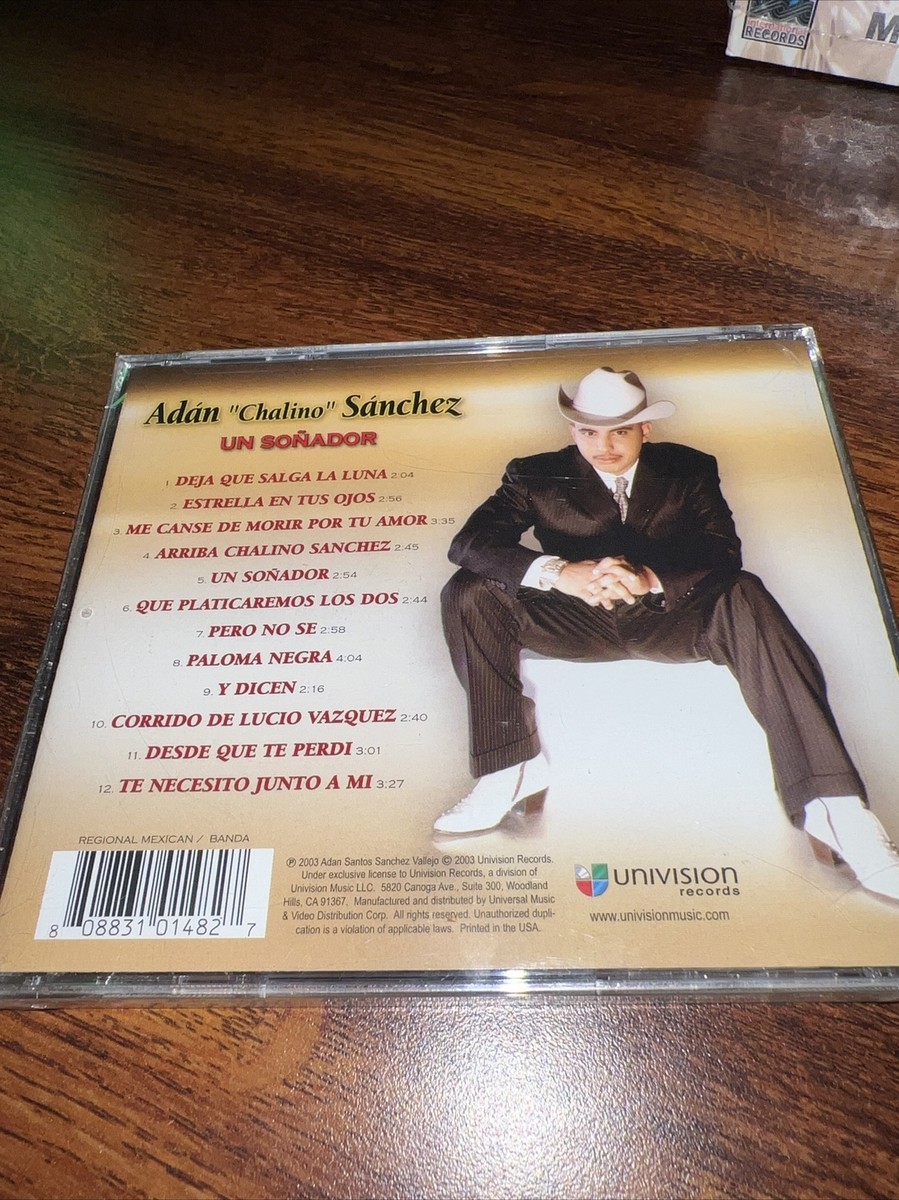 International
RECORDS
M
Adán "Chalino" Sánchez
UN SOÑADOR
1. DEJA QUE SALGA LA LUNA 2:04
2. ESTRELLA EN TUS OJOS 2:56
3. ME CANSE DE MORIR POR TU AMOR 3:35
4. ARRIBA CHALINO SANCHEZ 2:45
5. UN SOÑADOR 2:54
6. QUE PLATICAREMOS LOS DOS 2:44
7. PERO NO SE 2:58
8. PALOMA NEGRA 4:04
9. Y DICEN 2:16
10. CORRIDO DE LUCIO VAZQUEZ 2:40
11. DESDE QUE TE PERDI 3:01
12. TE NECESITO JUNTO A MI 3:27
REGIONAL MEXICAN / BANDA
8 08831 01482 7
℗ 2003 Adan Santos Sanchez Vallejo © 2003 Univision Records.
Under exclusive license to Univision Records, a division of
Univision Music LLC. 5820 Canoga Ave., Suite 300, Woodland
Hills, CA 91367. Manufactured and distributed by Universal Music
& Video Distribution Corp. All rights reserved. Unauthorized dupli-
cation is a violation of applicable laws. Printed in the USA.
UNIVISION
records
www.univisionmusic.com